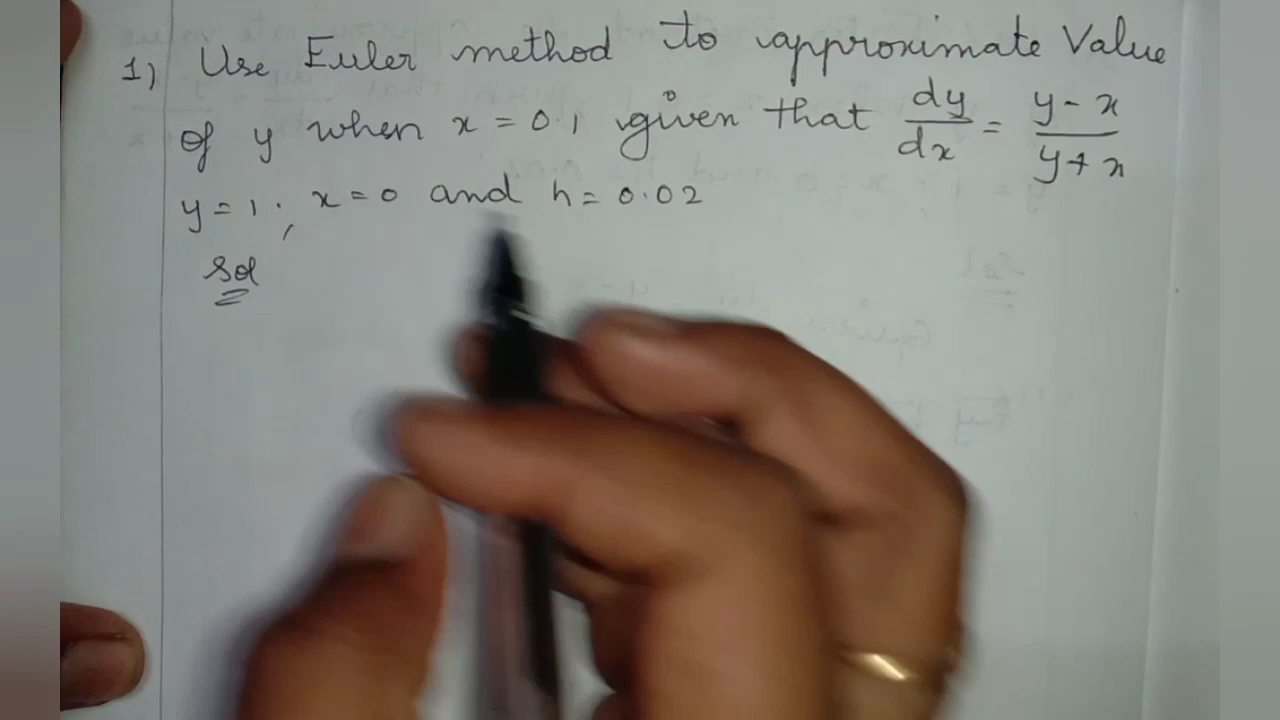 1) Use Euler method to approximate Value
of y when x = 0.1 given that dy/dx = y - x / y + x
y = 1 ; x = 0 and h = 0.02
Sol